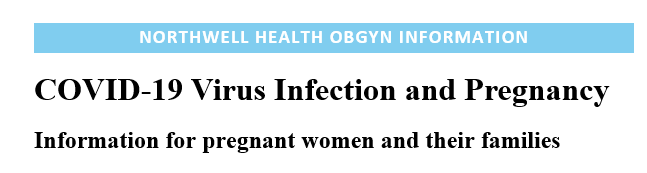 NORTHWELL HEALTH OBGYN INFORMATION
COVID-19 Virus Infection and Pregnancy
Information for pregnant women and their families